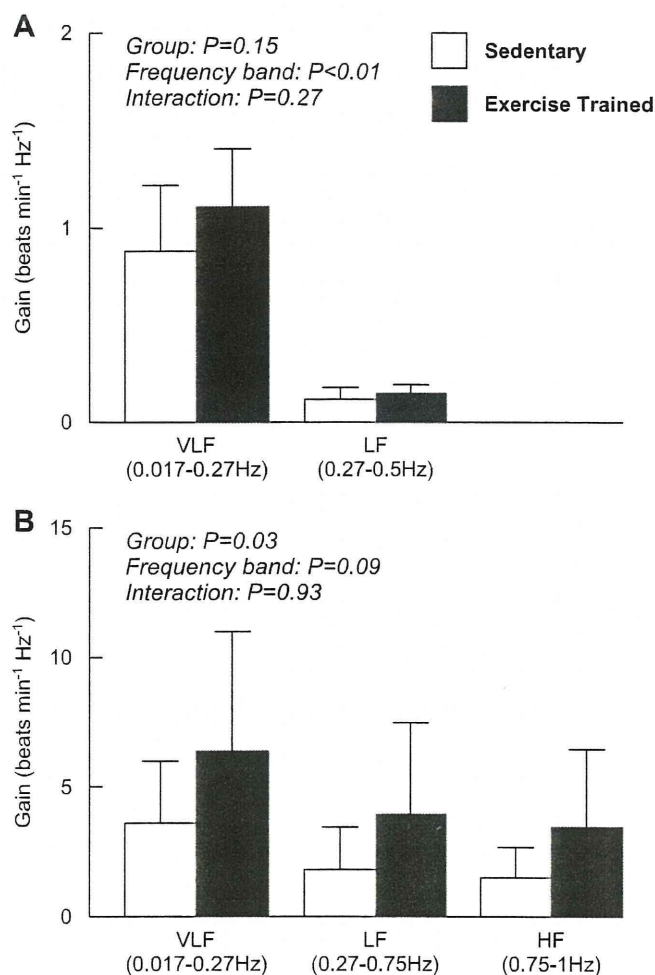 A
2
Group: P=0.15
Frequency band: P<0.01
Interaction: P=0.27
Sedentary
Exercise Trained
Gain (beats min⁻¹ Hz⁻¹)
1
0
VLF
(0.017-0.27Hz)
LF
(0.27-0.5Hz)
B
15
Group: P=0.03
Frequency band: P=0.09
Interaction: P=0.93
10
Gain (beats min⁻¹ Hz⁻¹)
5
0
VLF
(0.017-0.27Hz)
LF
(0.27-0.75Hz)
HF
(0.75-1Hz)